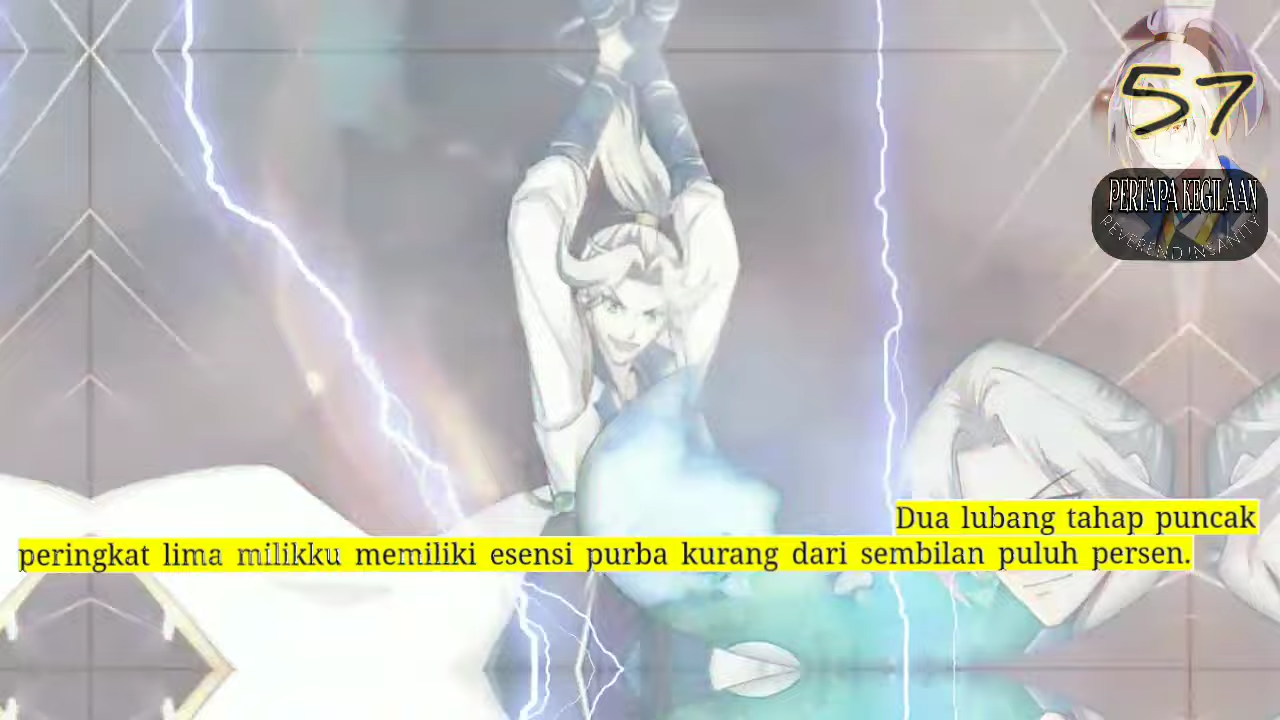 57
PERTAPA KEGILAAN
REVEREND INSANITY
Dua lubang tahap puncak
peringkat lima milikku memiliki esensi purba kurang dari sembilan puluh persen.